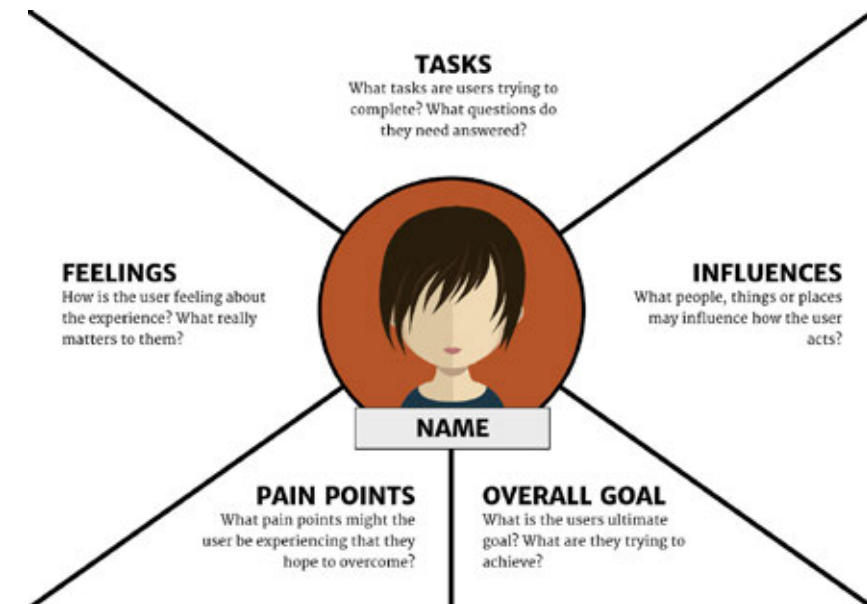 TASKS
What tasks are users trying to
complete? What questions do
they need answered?
FEELINGS
How is the user feeling about
the experience? What really
matters to them?
INFLUENCES
What people, things or places
may influence how the user
acts?
NAME
PAIN POINTS
What pain points might the
user be experiencing that they
hope to overcome?
OVERALL GOAL
What is the users ultimate
goal? What are they trying to
achieve?